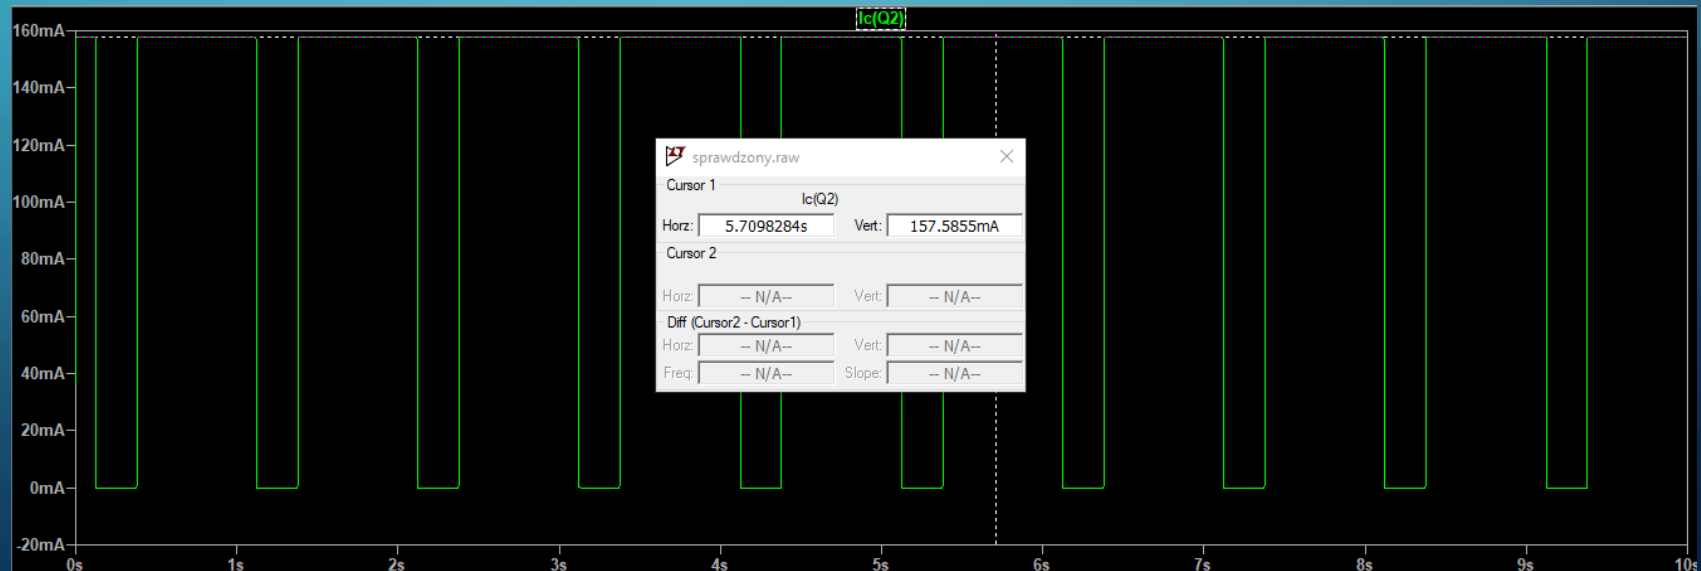 Ic(Q2)
160mA
140mA
120mA
100mA
80mA
60mA
40mA
20mA
0mA
-20mA
0s 1s 2s 3s 4s 5s 6s 7s 8s 9s 10s
sprawdzony.raw
Cursor 1
Ic(Q2)
Horz: 5.7098284s Vert: 157.5855mA
Cursor 2
Horz: -- N/A-- Vert: -- N/A--
Diff (Cursor2 - Cursor1)
Horz: -- N/A-- Vert: -- N/A--
Freq: -- N/A-- Slope: -- N/A--